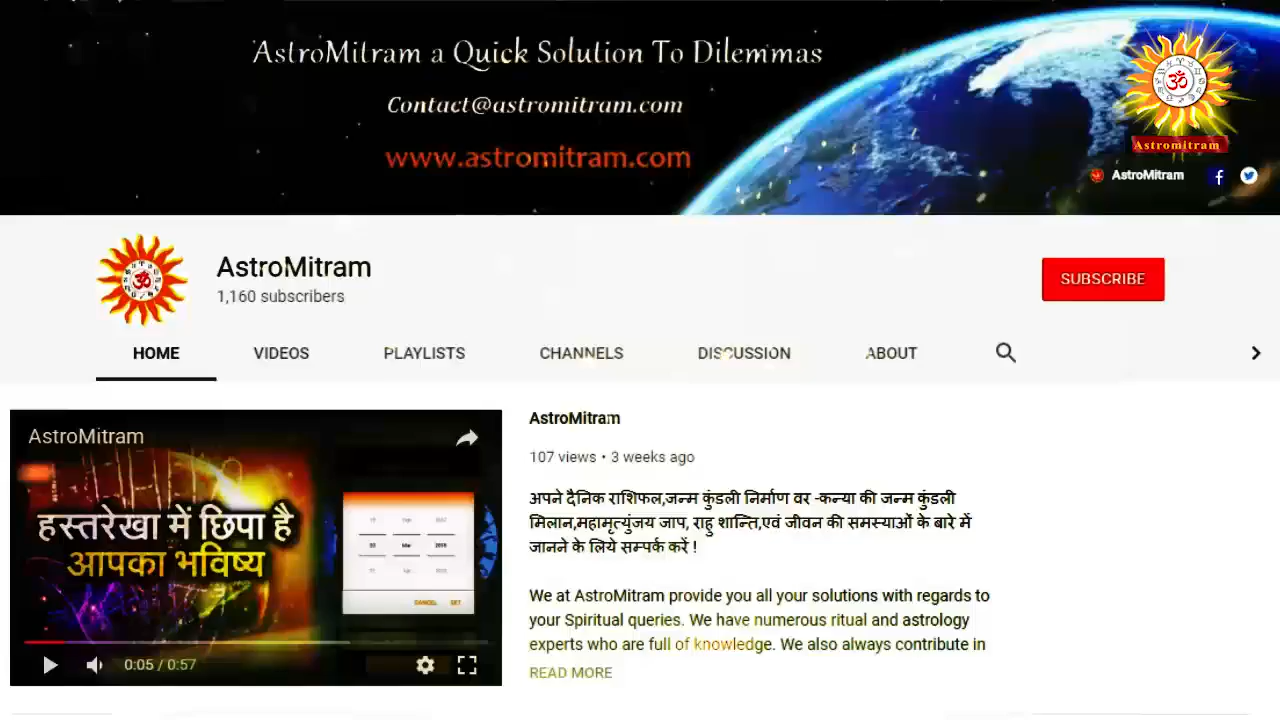 AstroMitram a Quick Solution To Dilemmas
Contact@astromitram.com
www.astromitram.com
Astromitram
AstroMitram
AstroMitram
1,160 subscribers
SUBSCRIBE
HOME VIDEOS PLAYLISTS CHANNELS DISCUSSION ABOUT
AstroMitram
हस्तरेखा में छिपा है
आपका भविष्य
CANCEL SET
0:05 / 0:57
AstroMitram
107 views • 3 weeks ago
अपने दैनिक राशिफल,जन्म कुंडली निर्माण वर -कन्या की जन्म कुंडली
मिलान,महामृत्युंजय जाप, राहु शान्ति,एवं जीवन की समस्याओं के बारे में
जानने के लिये सम्पर्क करें !
We at AstroMitram provide you all your solutions with regards to
your Spiritual queries. We have numerous ritual and astrology
experts who are full of knowledge. We also always contribute in
READ MORE